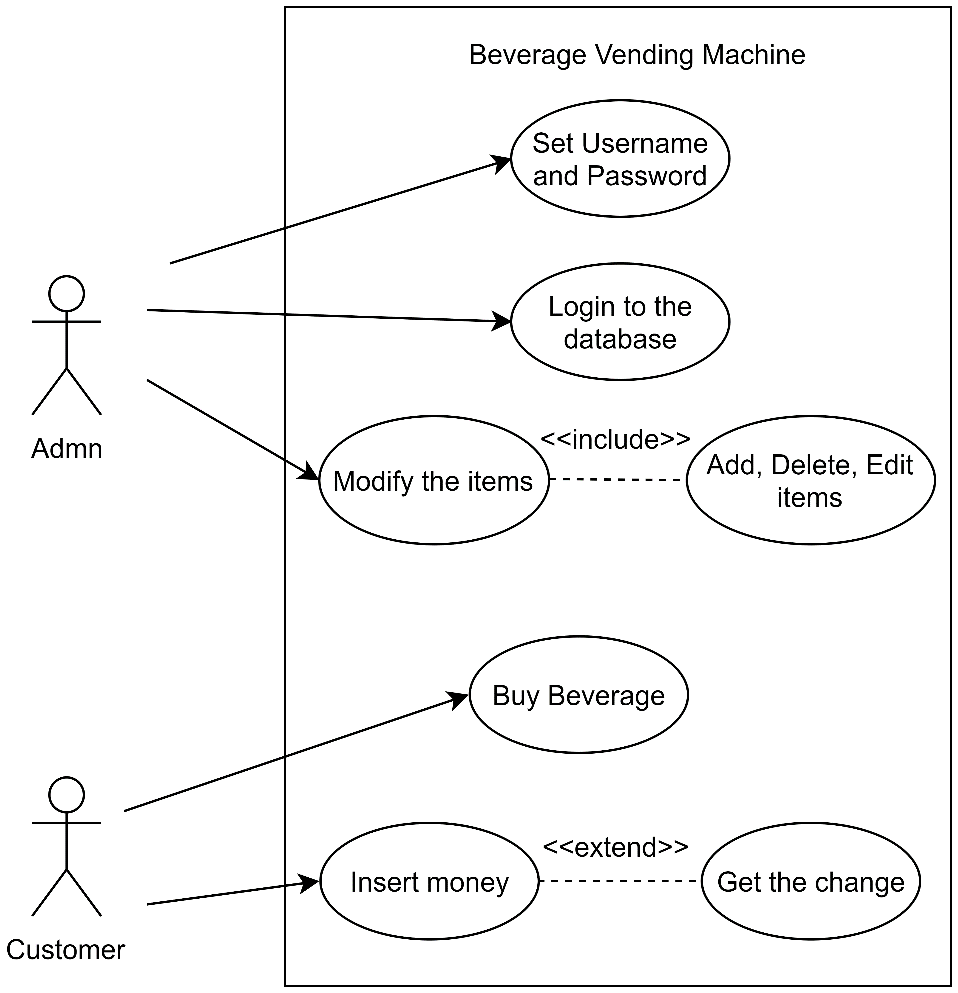 Beverage Vending Machine
Set Username
and Password
Login to the
database
Admn
<<include>>
Modify the items
Add, Delete, Edit
items
Buy Beverage
<<extend>>
Insert money
Get the change
Customer